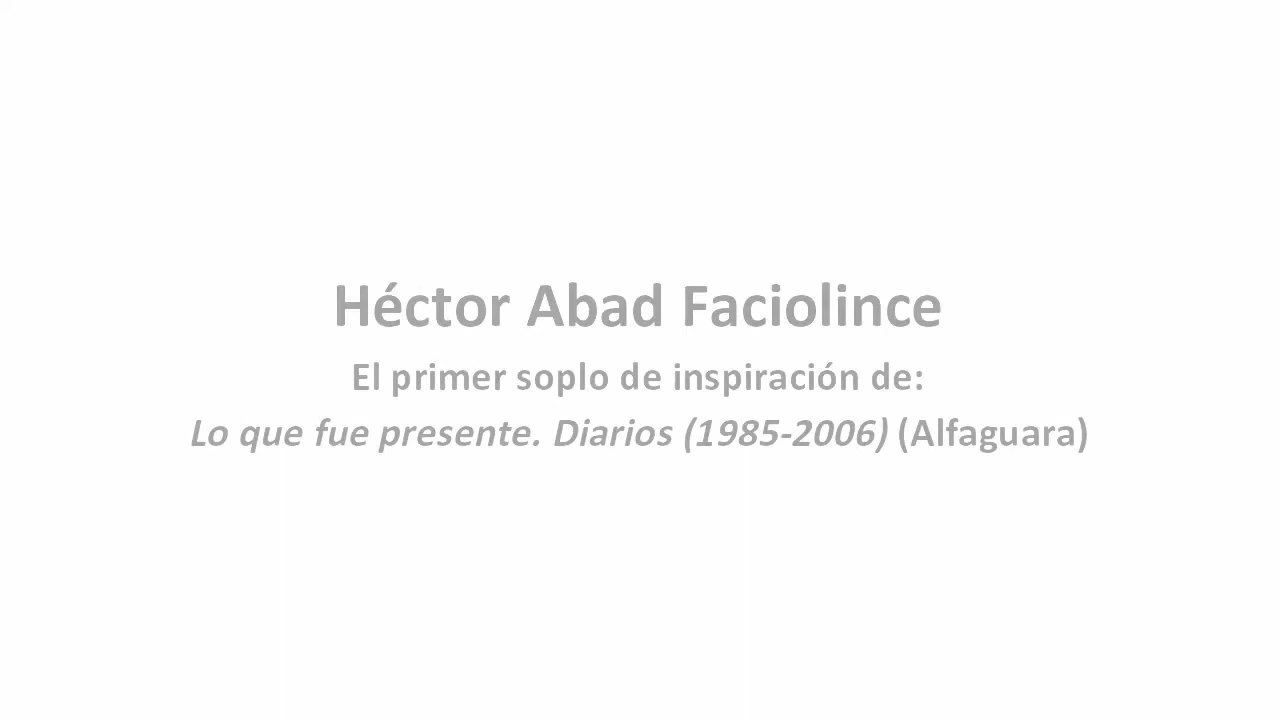 Héctor Abad Faciolince
El primer soplo de inspiración de:
Lo que fue presente. Diarios (1985-2006) (Alfaguara)